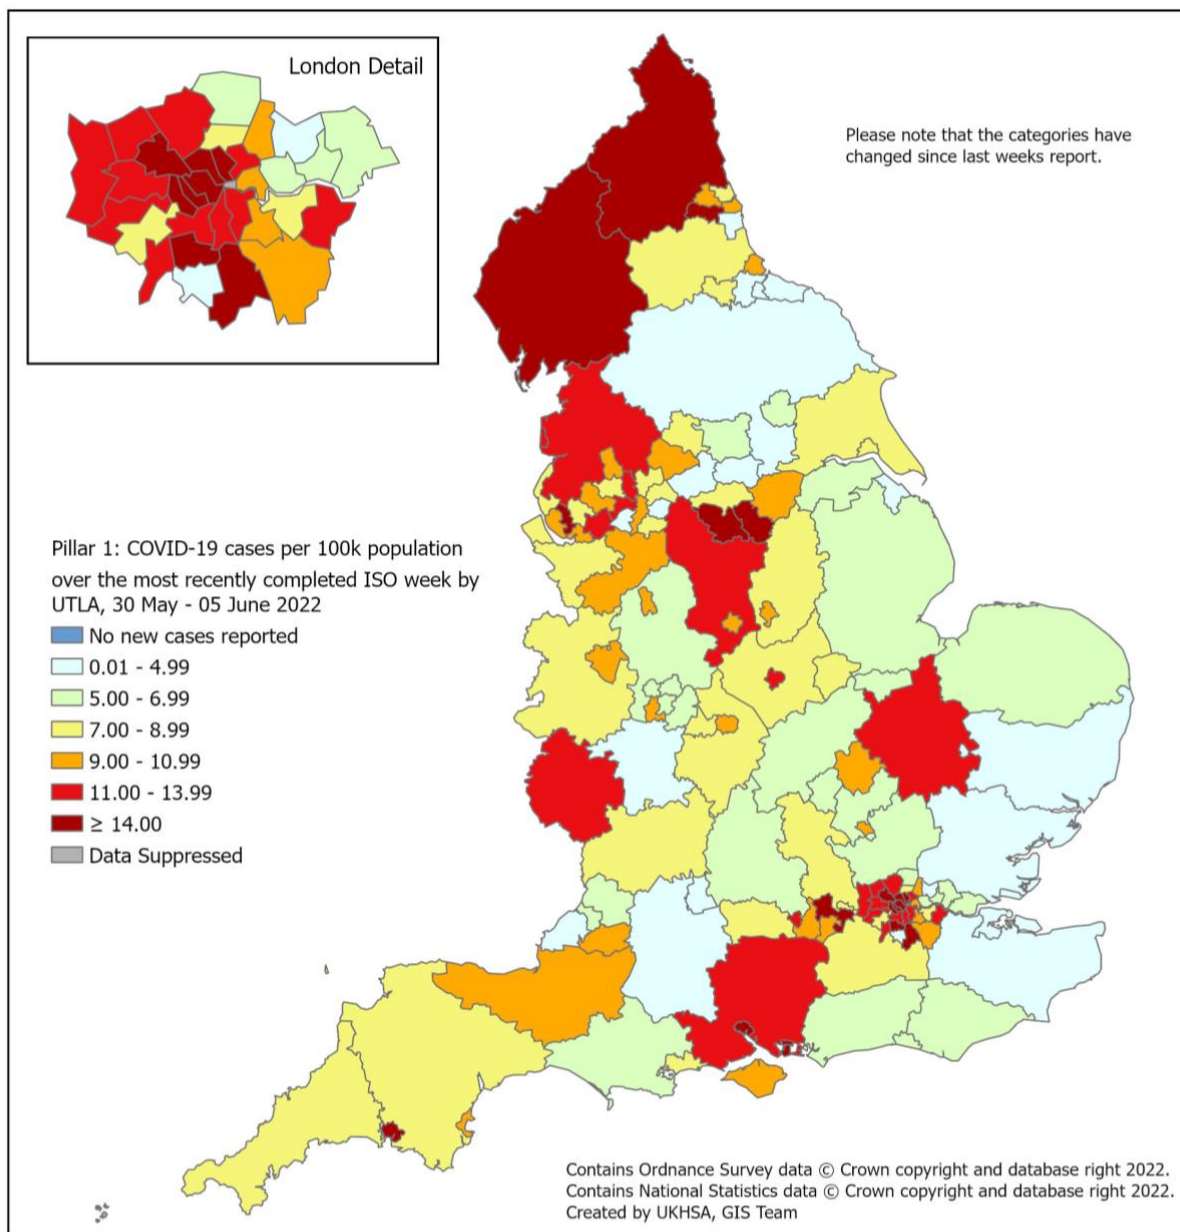 London Detail
Please note that the categories have
changed since last weeks report.
Pillar 1: COVID-19 cases per 100k population
over the most recently completed ISO week by
UTLA, 30 May - 05 June 2022
No new cases reported
0.01 - 4.99
5.00 - 6.99
7.00 - 8.99
9.00 - 10.99
11.00 - 13.99
≥ 14.00
Data Suppressed
Contains Ordnance Survey data © Crown copyright and database right 2022.
Contains National Statistics data © Crown copyright and database right 2022.
Created by UKHSA, GIS Team